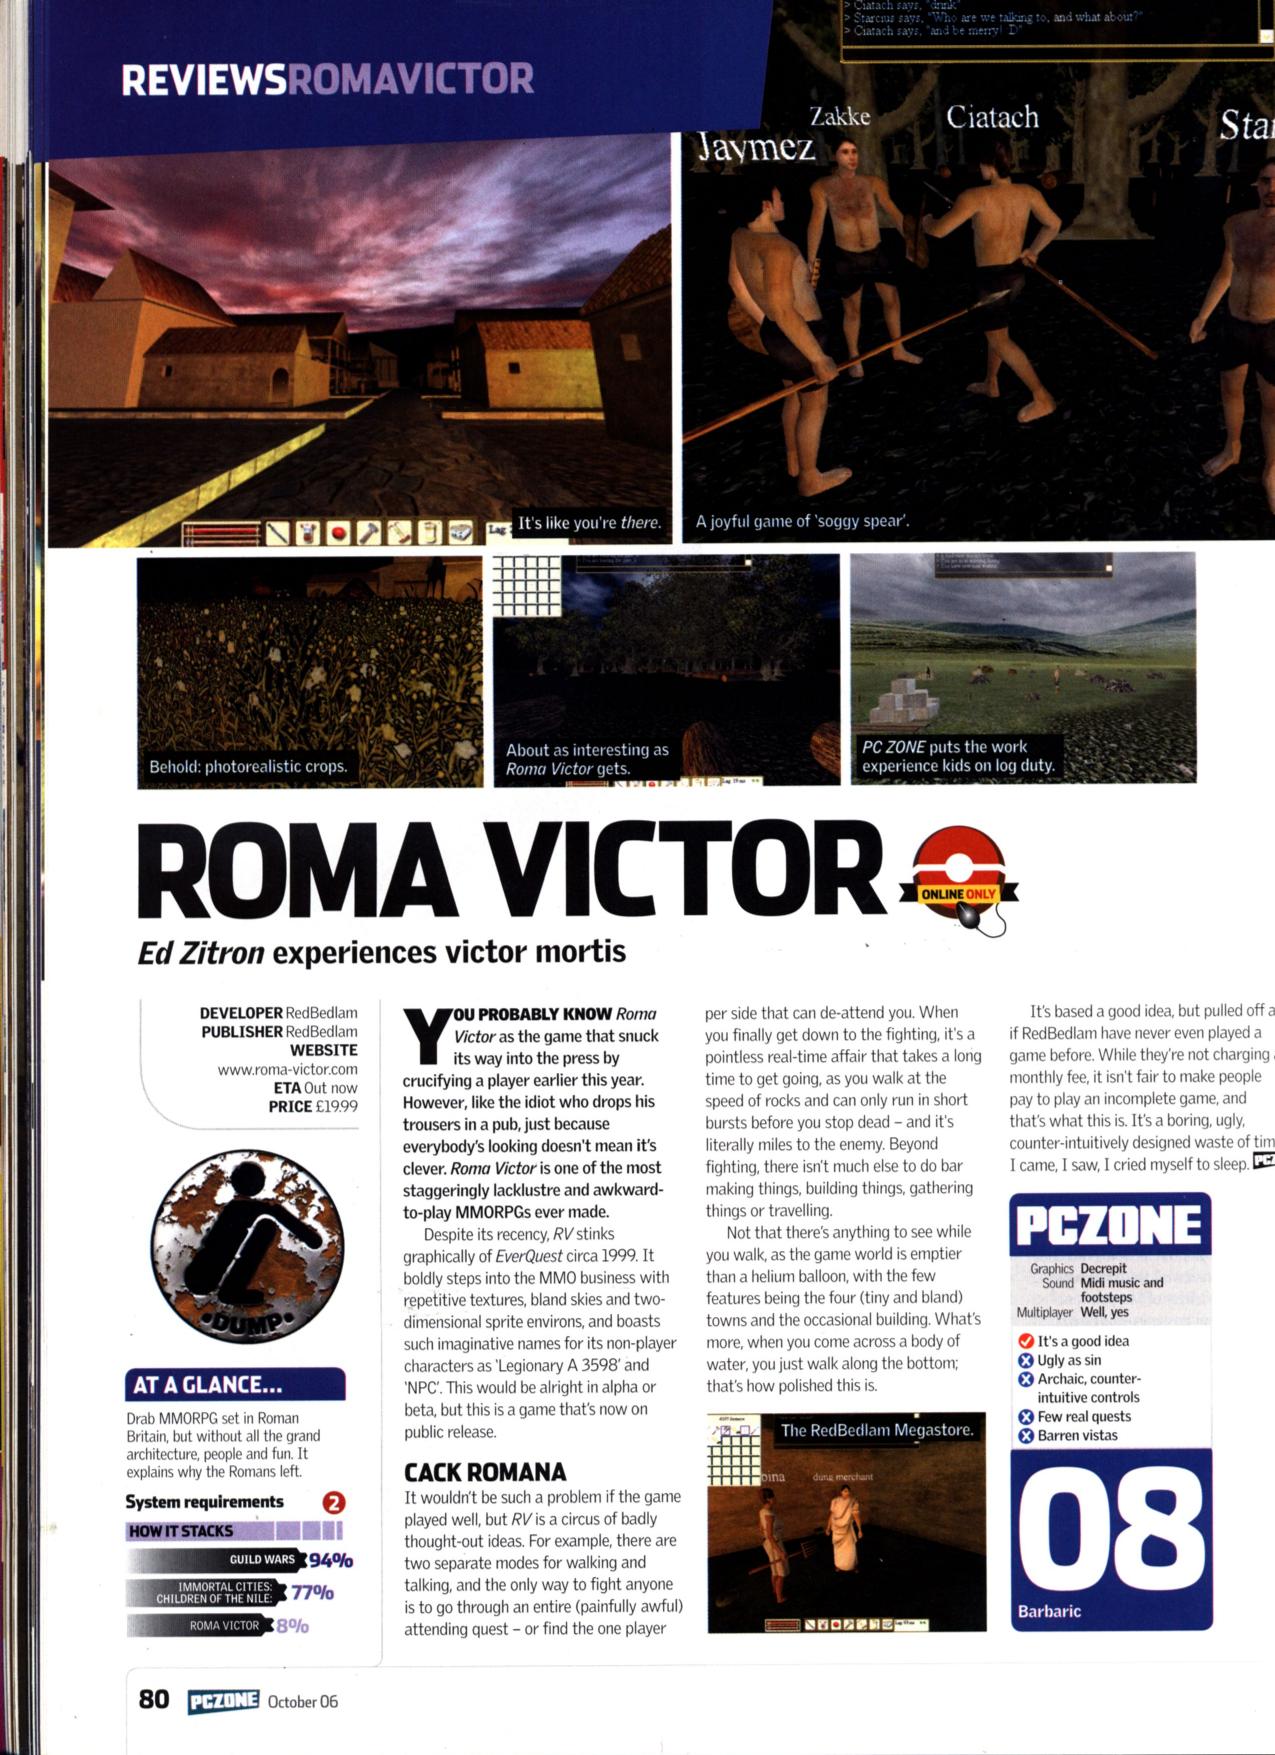 > Ciatach says, "drink"
> Starcius says, "Who are we talking to, and what about?"
> Ciatach says, "and be merry! D"
REVIEWSROMAVICTOR
Zakke
Ciatach
Jaymez
It's like you're there.
A joyful game of 'soggy spear'.
Behold: photorealistic crops.
About as interesting as
Roma Victor gets.
PC ZONE puts the work
experience kids on log duty.
ROMA VICTOR
ONLINE ONLY
Ed Zitron experiences victor mortis
DEVELOPER RedBedlam
PUBLISHER RedBedlam
WEBSITE
www.roma-victor.com
ETA Out now
PRICE £19.99
•DUMP•
AT A GLANCE...
Drab MMORPG set in Roman
Britain, but without all the grand
architecture, people and fun. It
explains why the Romans left.
System requirements 2
HOW IT STACKS
GUILD WARS 94%
IMMORTAL CITIES:
CHILDREN OF THE NILE: 77%
ROMA VICTOR 8%
YOU PROBABLY KNOW Roma
Victor as the game that snuck
its way into the press by
crucifying a player earlier this year.
However, like the idiot who drops his
trousers in a pub, just because
everybody's looking doesn't mean it's
clever. Roma Victor is one of the most
staggeringly lacklustre and awkward-
to-play MMORPGs ever made.
Despite its recency, RV stinks
graphically of EverQuest circa 1999. It
boldly steps into the MMO business with
repetitive textures, bland skies and two-
dimensional sprite environs, and boasts
such imaginative names for its non-player
characters as 'Legionary A 3598' and
'NPC'. This would be alright in alpha or
beta, but this is a game that's now on
public release.
CACK ROMANA
It wouldn't be such a problem if the game
played well, but RV is a circus of badly
thought-out ideas. For example, there are
two separate modes for walking and
talking, and the only way to fight anyone
is to go through an entire (painfully awful)
attending quest – or find the one player
per side that can de-attend you. When
you finally get down to the fighting, it's a
pointless real-time affair that takes a long
time to get going, as you walk at the
speed of rocks and can only run in short
bursts before you stop dead – and it's
literally miles to the enemy. Beyond
fighting, there isn't much else to do bar
making things, building things, gathering
things or travelling.
Not that there's anything to see while
you walk, as the game world is emptier
than a helium balloon, with the few
features being the four (tiny and bland)
towns and the occasional building. What's
more, when you come across a body of
water, you just walk along the bottom;
that's how polished this is.
The RedBedlam Megastore.
dung merchant
It's based a good idea, but pulled off a
if RedBedlam have never even played a
game before. While they're not charging
monthly fee, it isn't fair to make people
pay to play an incomplete game, and
that's what this is. It's a boring, ugly,
counter-intuitively designed waste of tim
I came, I saw, I cried myself to sleep.
PCZONE
Graphics Decrepit
Sound Midi music and
footsteps
Multiplayer Well, yes
It's a good idea
Ugly as sin
Archaic, counter-
intuitive controls
Few real quests
Barren vistas
08
Barbaric
80 PCZONE October 06